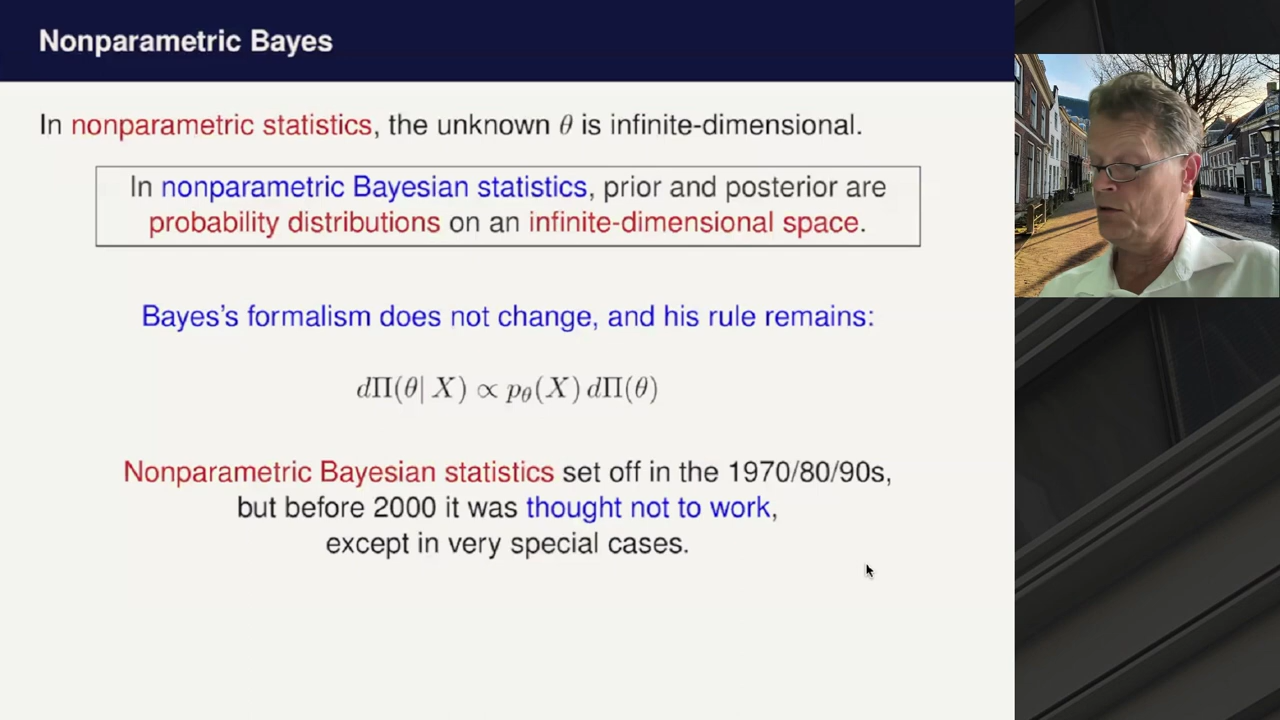 Nonparametric Bayes
In nonparametric statistics, the unknown θ is infinite-dimensional.
In nonparametric Bayesian statistics, prior and posterior are
probability distributions on an infinite-dimensional space.
Bayes's formalism does not change, and his rule remains:
dΠ(θ| X) ∝ pθ(X) dΠ(θ)
Nonparametric Bayesian statistics set off in the 1970/80/90s,
but before 2000 it was thought not to work,
except in very special cases.